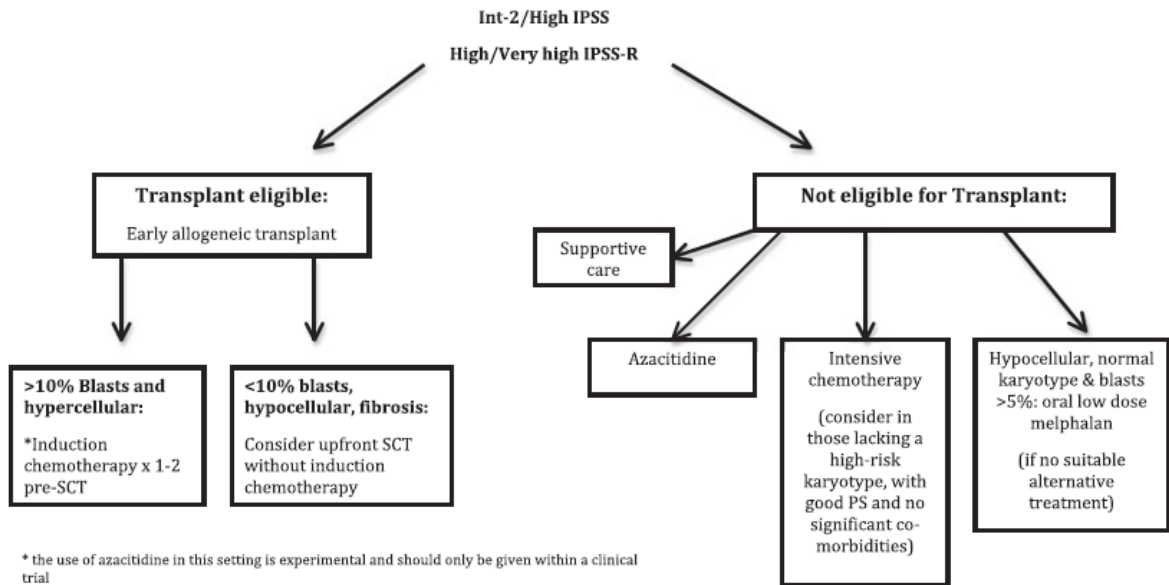 Int-2/High IPSS
High/Very high IPSS-R
Transplant eligible:
Early allogeneic transplant
Not eligible for Transplant:
Supportive
care
>10% Blasts and
hypercellular:
*Induction
chemotherapy x 1-2
pre-SCT
<10% blasts,
hypocellular, fibrosis:
Consider upfront SCT
without induction
chemotherapy
Azacitidine
Intensive
chemotherapy
(consider in
those lacking a
high-risk
karyotype, with
good PS and no
significant co-
morbidities)
Hypocellular, normal
karyotype & blasts
>5%: oral low dose
melphalan
(if no suitable
alternative
treatment)
* the use of azacitidine in this setting is experimental and should only be given within a clinical
trial